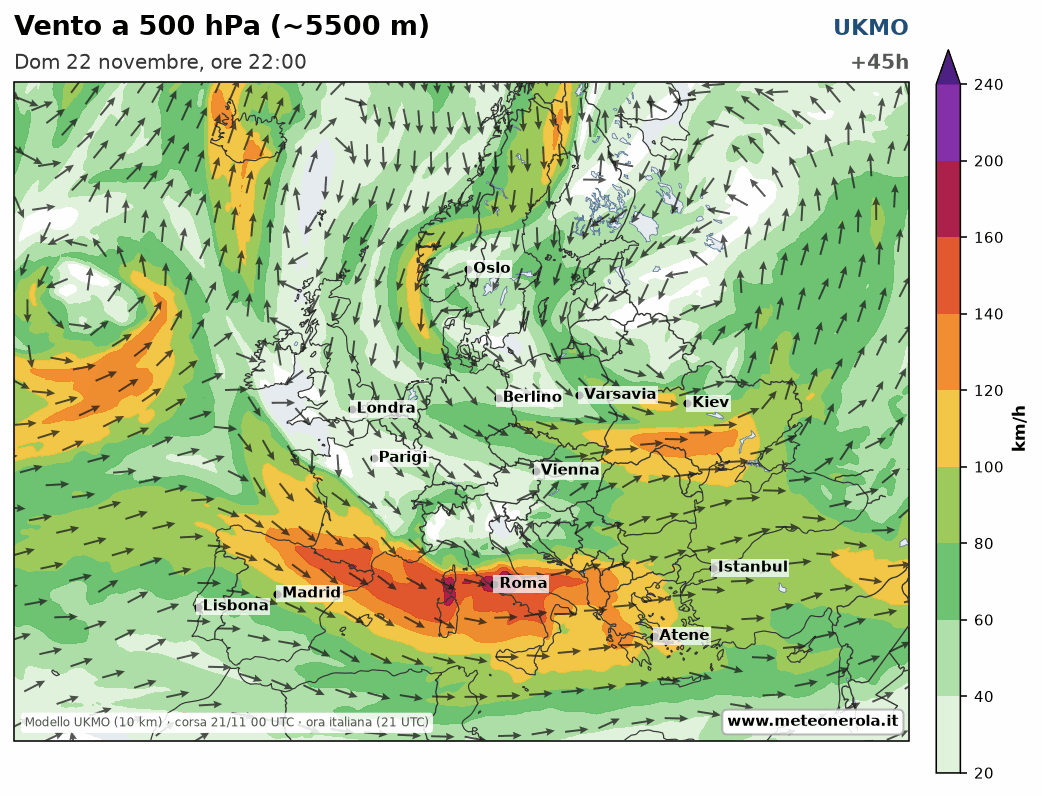 Vento a 500 hPa (~5500 m)
UKMO
Dom 22 novembre, ore 22:00
+45h
240
200
160
140
120
100
80
60
40
20
km/h
Oslo
Berlino
Varsavia
Kiev
Londra
Parigi
Vienna
Istanbul
Roma
Madrid
Lisbona
Atene
Modello UKMO (10 km) · corsa 21/11 00 UTC · ora italiana (21 UTC)
www.meteonerola.it